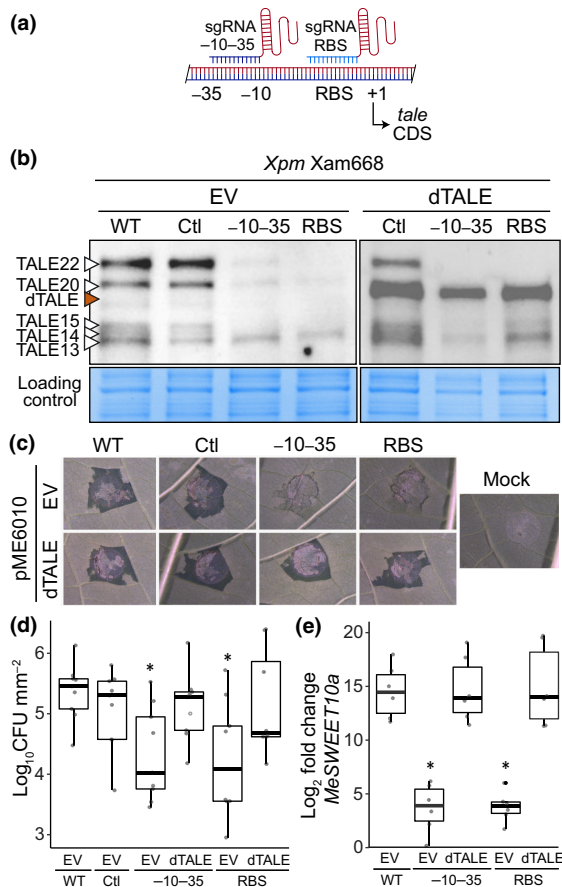 (a)
sgRNA sgRNA
−10−35 RBS
−35 −10 RBS +1
tale
CDS
(b)
Xpm Xam668
EV dTALE
WT Ctl −10−35 RBS Ctl −10−35 RBS
TALE22
TALE20
dTALE
TALE15
TALE14
TALE13
Loading
control
(c)
WT Ctl −10−35 RBS
Mock
pME6010
EV
dTALE
(d)
Log10CFU mm−2
6
5
4
3
* *
EV EV EV dTALE EV dTALE
WT Ctl −10−35 RBS
(e)
Log2 fold change
MeSWEET10a
20
15
10
5
0
* *
EV EV dTALE EV dTALE
WT −10−35 RBS